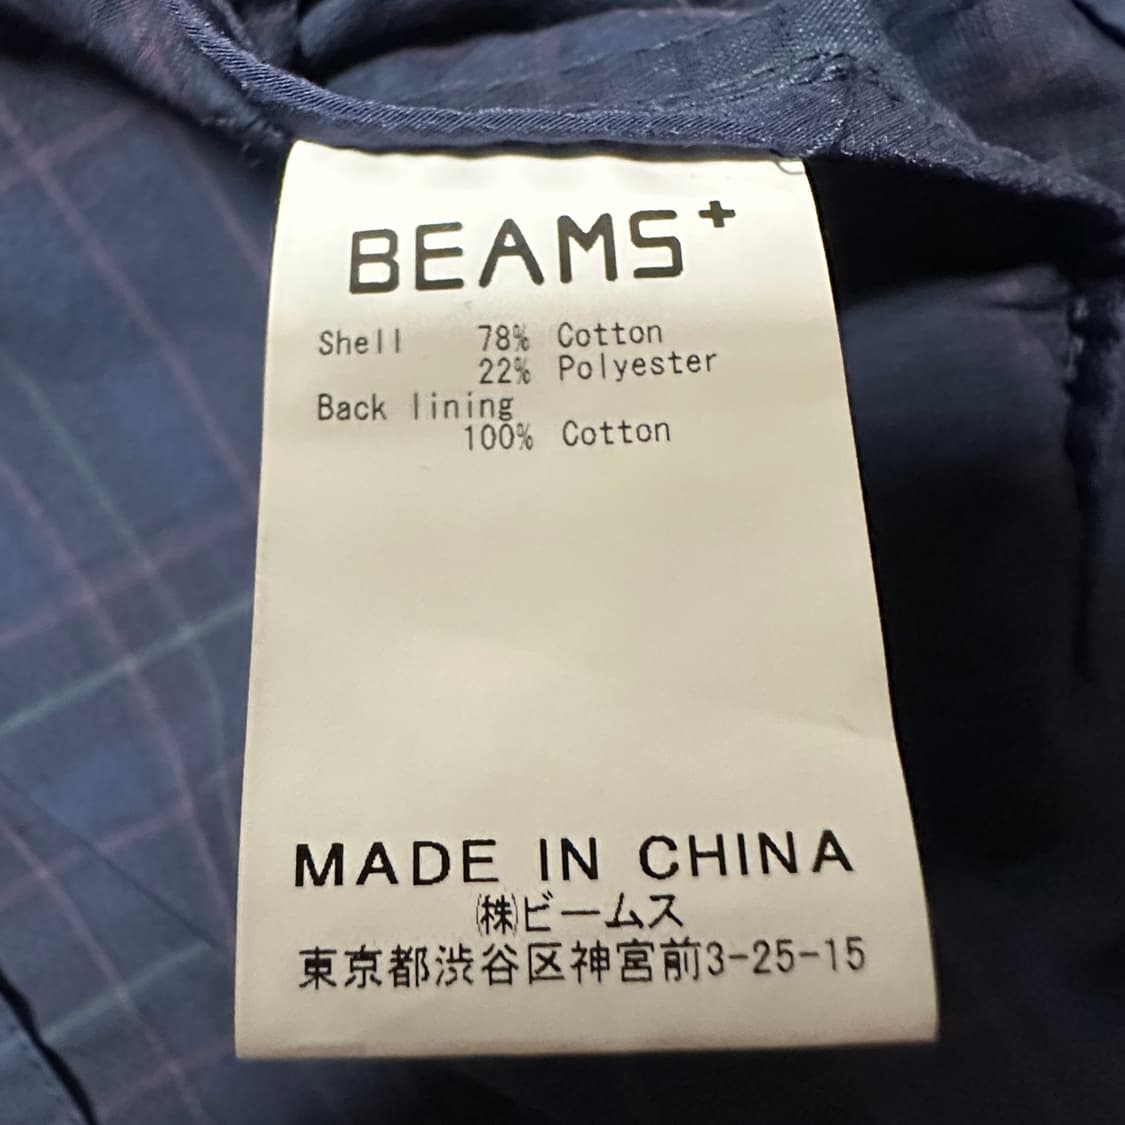 BEAMS+
Shell 78% Cotton
22% Polyester
Back lining
100% Cotton
MADE IN CHINA
㈱ビームス
東京都渋谷区神宮前3-25-15